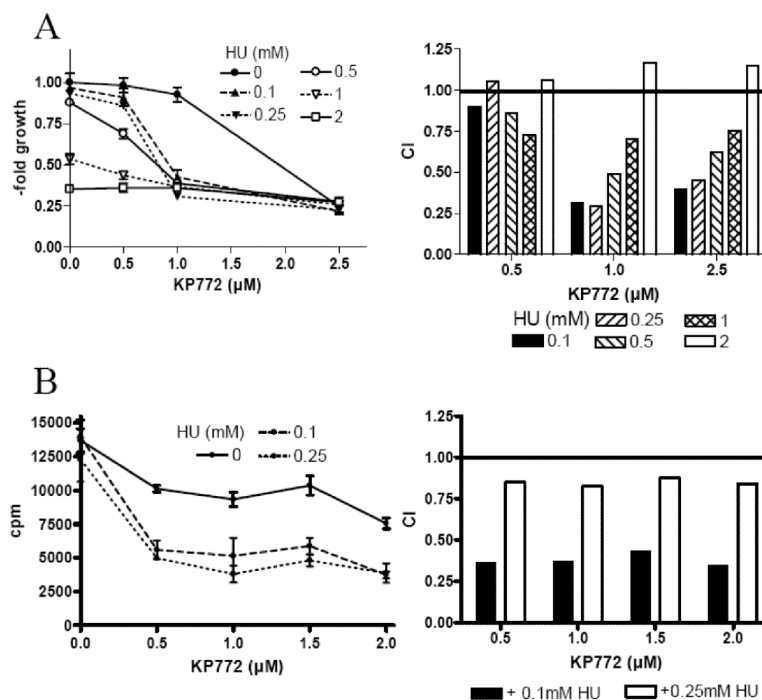 A
HU (mM)
0
0.1
0.25
0.5
1
2
-fold growth
1.00
0.75
0.50
0.25
0.00
0.0 0.5 1.0 1.5 2.0 2.5
KP772 (µM)
CI
1.25
1.00
0.75
0.50
0.25
0.00
0.5 1.0 2.5
KP772 (µM)
HU (mM) 0.25 1
0.1 0.5 2
B
HU (mM) 0.1
0 0.25
cpm
15000
12500
10000
7500
5000
2500
0
0.0 0.5 1.0 1.5 2.0
KP772 (µM)
CI
1.25
1.00
0.75
0.50
0.25
0.00
0.5 1.0 1.5 2.0
KP772 (µM)
+ 0.1mM HU +0.25mM HU